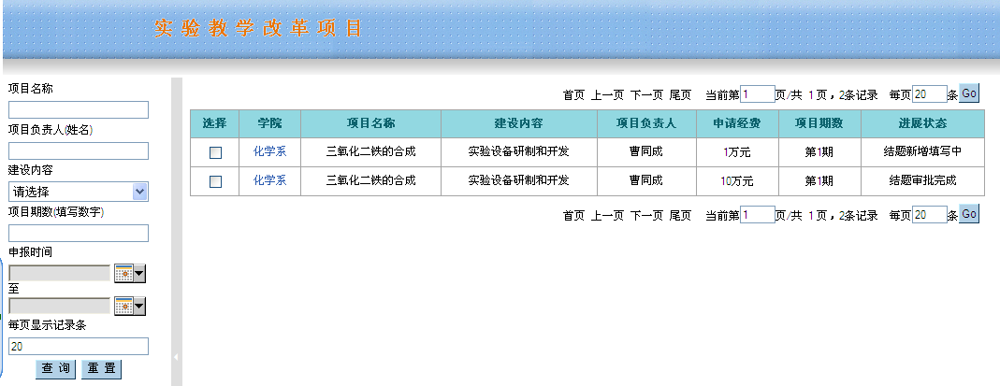 实验教学改革项目
项目名称
项目负责人(姓名)
建设内容
请选择
项目期数(填写数字)
申报时间
至
每页显示记录条
20
查 询 重 置
首页 上一页 下一页 尾页 当前第1页/共 1页，2条记录 每页20条Go
选择 学院 项目名称 建设内容 项目负责人 申请经费 项目期数 进展状态
化学系 三氧化二铁的合成 实验设备研制和开发 曹同成 1万元 第1期 结题新增填写中
化学系 三氧化二铁的合成 实验设备研制和开发 曹同成 10万元 第1期 结题审批完成
首页 上一页 下一页 尾页 当前第1页/共 1页，2条记录 每页20条Go